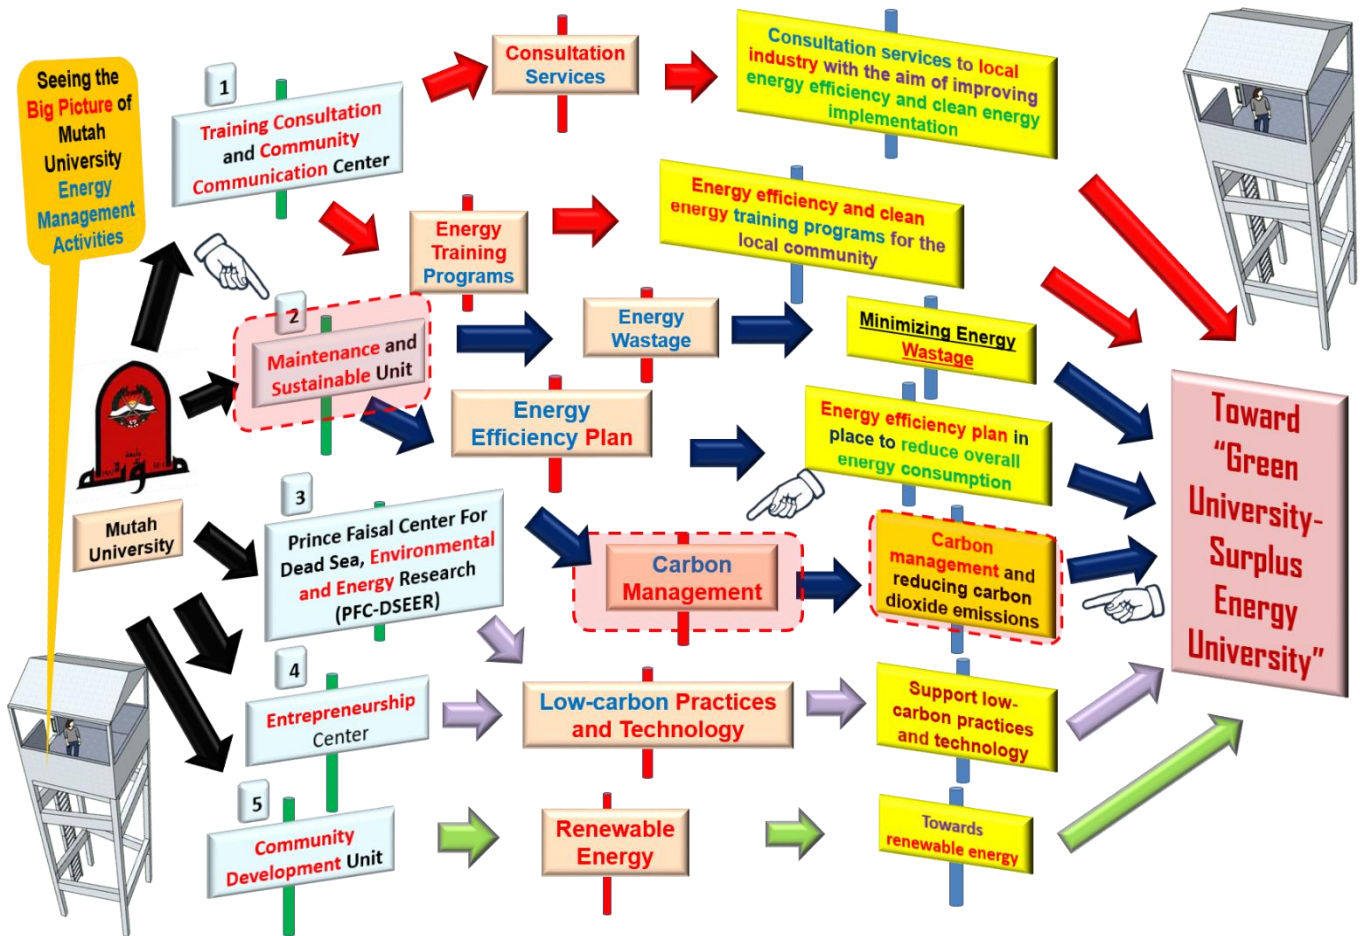 Seeing the
Big Picture of
Mutah
University
Energy
Management
Activities
1
Training Consultation
and Community
Communication Center
Consultation
Services
Consultation services to local
industry with the aim of improving
energy efficiency and clean energy
implementation
Energy
Training
Programs
Energy efficiency and clean
energy training programs for the
local community
2
Maintenance and
Sustainable Unit
Energy
Wastage
Minimizing Energy
Wastage
Energy
Efficiency Plan
Energy efficiency plan in
place to reduce overall
energy consumption
Mutah
University
3
Prince Faisal Center For
Dead Sea, Environmental
and Energy Research
(PFC-DSEER)
Carbon
Management
Carbon
management and
reducing carbon
dioxide emissions
4
Entrepreneurship
Center
Low-carbon Practices
and Technology
Support low-
carbon practices
and technology
5
Community
Development Unit
Renewable
Energy
Towards
renewable energy
Toward
“Green
University-
Surplus
Energy
University”